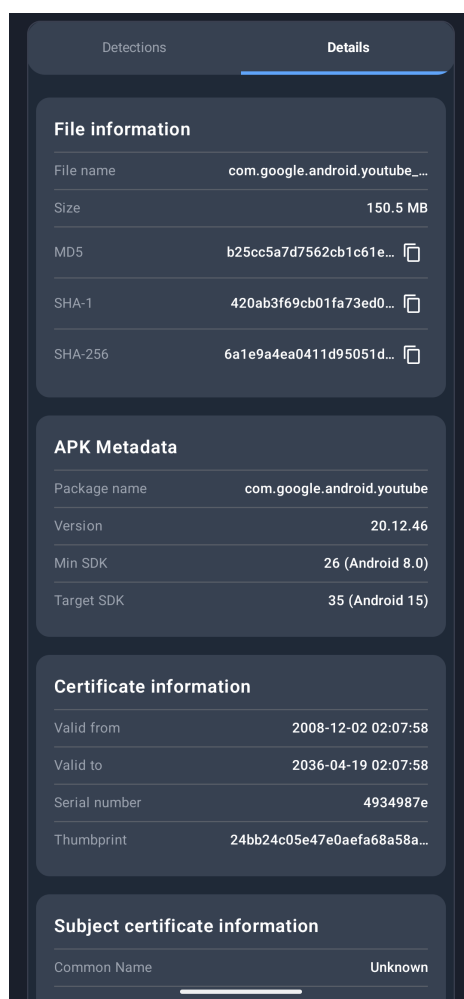 Detections Details
File information
File name com.google.android.youtube_...
Size 150.5 MB
MD5 b25cc5a7d7562cb1c61e...
SHA-1 420ab3f69cb01fa73ed0...
SHA-256 6a1e9a4ea0411d95051d...
APK Metadata
Package name com.google.android.youtube
Version 20.12.46
Min SDK 26 (Android 8.0)
Target SDK 35 (Android 15)
Certificate information
Valid from 2008-12-02 02:07:58
Valid to 2036-04-19 02:07:58
Serial number 4934987e
Thumbprint 24bb24c05e47e0aefa68a58a...
Subject certificate information
Common Name Unknown